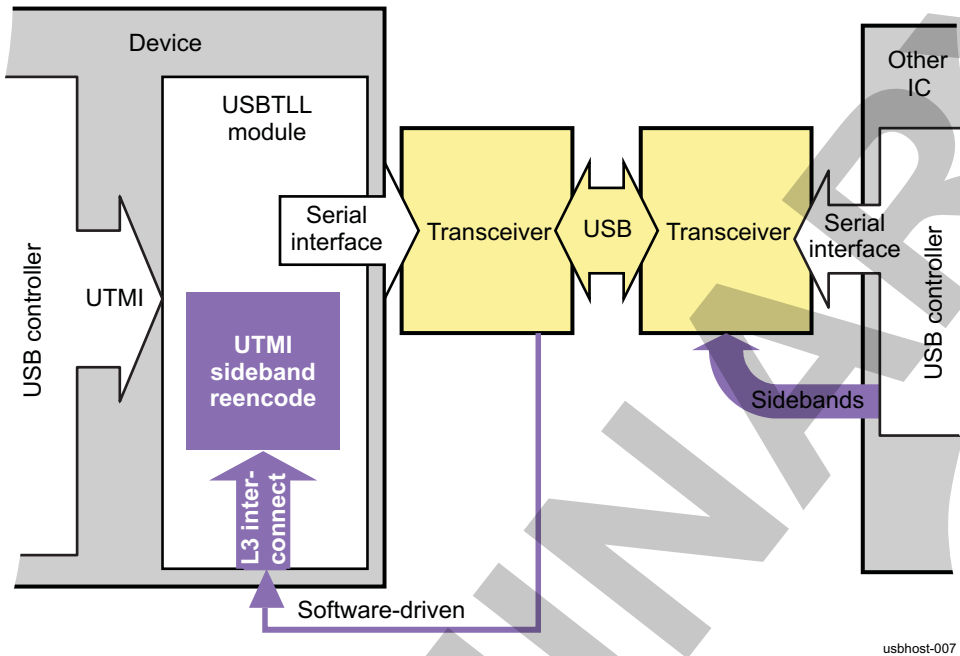 Device
Other
IC
USBTLL
module
USB controller
UTMI
Serial
interface
Transceiver
USB
Transceiver
Serial
interface
USB controller
UTMI
sideband
reencode
Sidebands
L3 inter-
connect
Software-driven
usbhost-007